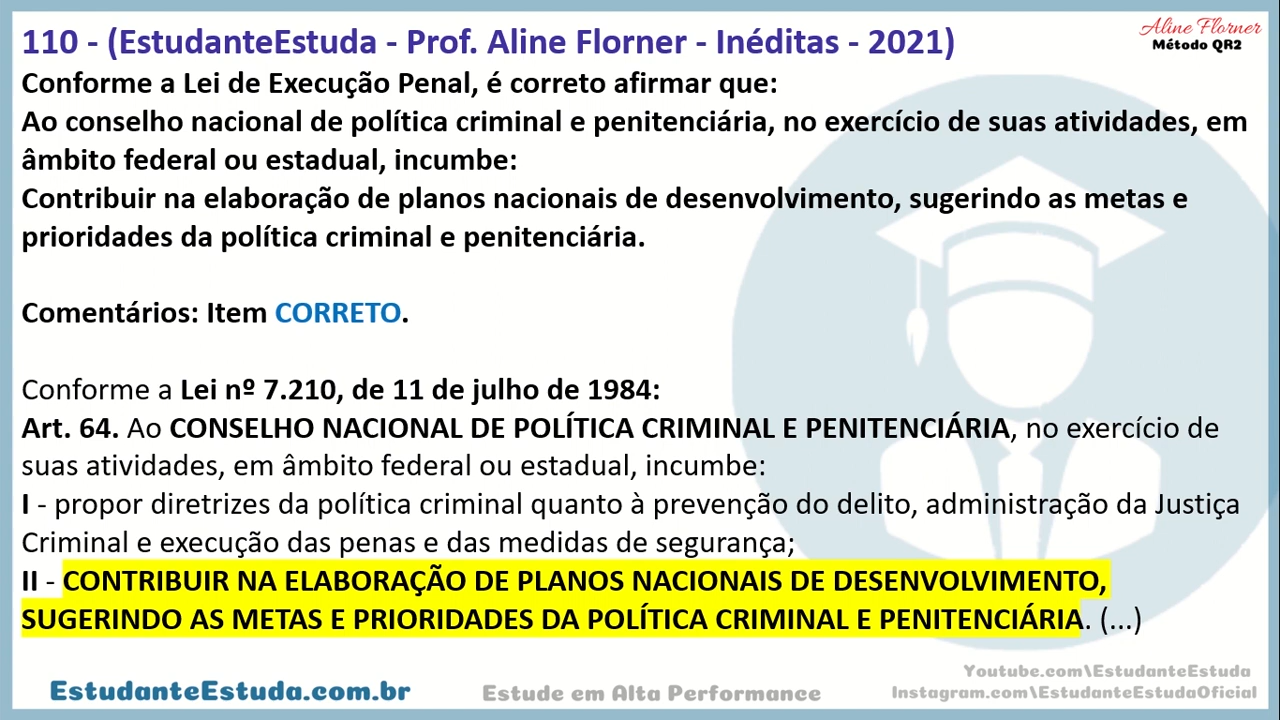 110 - (EstudanteEstuda - Prof. Aline Florner - Inéditas - 2021)
Aline Florner
Método QR2
Conforme a Lei de Execução Penal, é correto afirmar que:
Ao conselho nacional de política criminal e penitenciária, no exercício de suas atividades, em
âmbito federal ou estadual, incumbe:
Contribuir na elaboração de planos nacionais de desenvolvimento, sugerindo as metas e
prioridades da política criminal e penitenciária.
Comentários: Item CORRETO.
Conforme a Lei nº 7.210, de 11 de julho de 1984:
Art. 64. Ao CONSELHO NACIONAL DE POLÍTICA CRIMINAL E PENITENCIÁRIA, no exercício de
suas atividades, em âmbito federal ou estadual, incumbe:
I - propor diretrizes da política criminal quanto à prevenção do delito, administração da Justiça
Criminal e execução das penas e das medidas de segurança;
II - CONTRIBUIR NA ELABORAÇÃO DE PLANOS NACIONAIS DE DESENVOLVIMENTO,
SUGERINDO AS METAS E PRIORIDADES DA POLÍTICA CRIMINAL E PENITENCIÁRIA. (...)
EstudanteEstuda.com.br
Estude em Alta Performance
Youtube.com\EstudanteEstuda
Instagram.com\EstudanteEstudaOficial